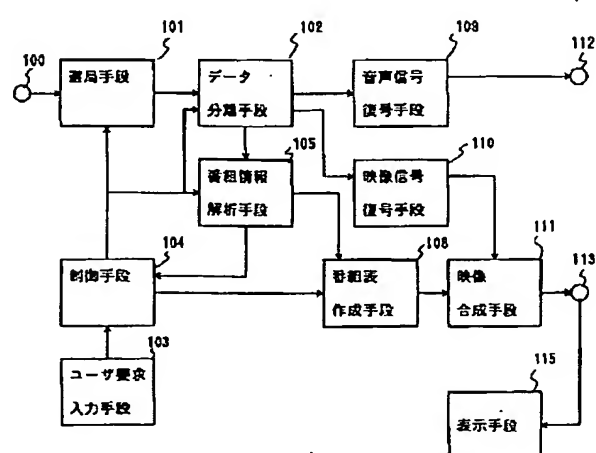 101
102
109
112
100
選局手段
データ
分離手段
音声信号
復号手段
105
110
番組情報
解析手段
映像信号
復号手段
104
108
111
113
制御手段
番組表
作成手段
映像
合成手段
103
ユーザ要求
入力手段
115
表示手段